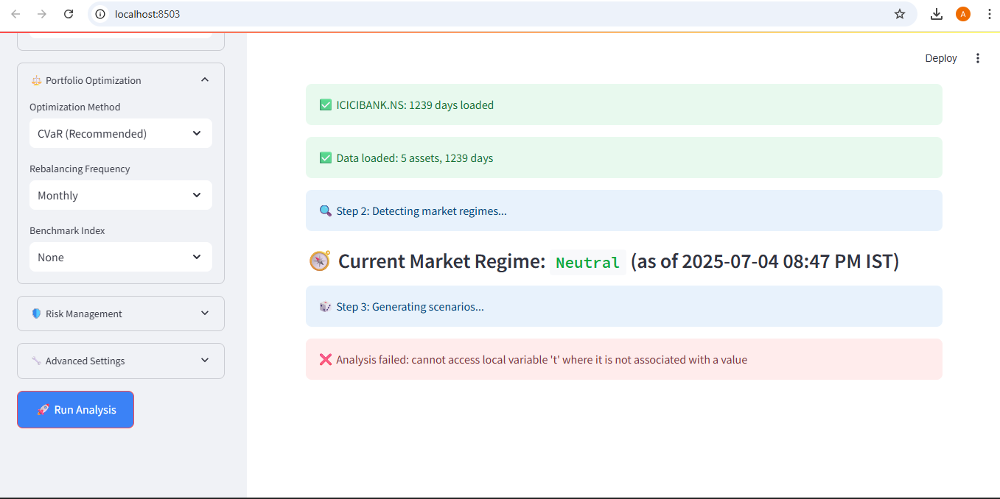 localhost:8503
A
Deploy
Portfolio Optimization
Optimization Method
CVaR (Recommended)
Rebalancing Frequency
Monthly
Benchmark Index
None
Risk Management
Advanced Settings
🚀 Run Analysis
✅ ICICIBANK.NS: 1239 days loaded
✅ Data loaded: 5 assets, 1239 days
🔍 Step 2: Detecting market regimes...
🧭 Current Market Regime: Neutral (as of 2025-07-04 08:47 PM IST)
🎲 Step 3: Generating scenarios...
❌ Analysis failed: cannot access local variable 't' where it is not associated with a value